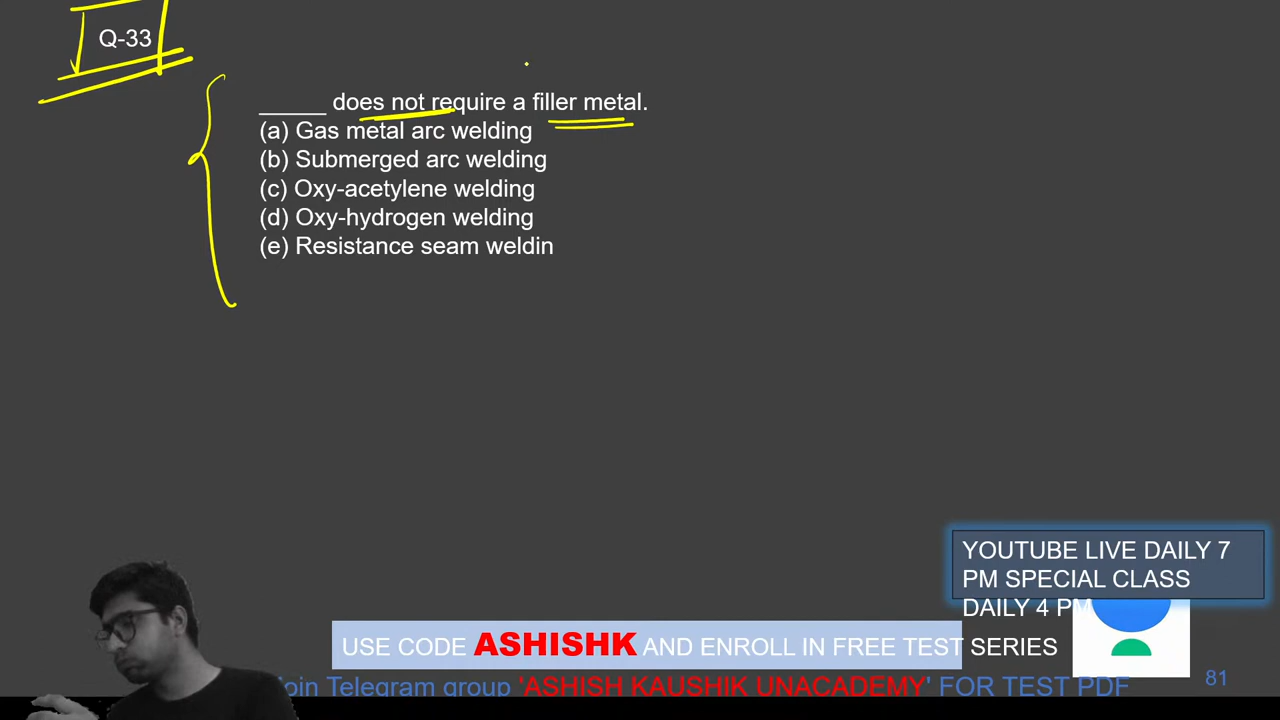 Q-33
_____ does not require a filler metal.
(a) Gas metal arc welding
(b) Submerged arc welding
(c) Oxy-acetylene welding
(d) Oxy-hydrogen welding
(e) Resistance seam weldin
YOUTUBE LIVE DAILY 7
PM SPECIAL CLASS
DAILY 4 PM
USE CODE ASHISHK AND ENROLL IN FREE TEST SERIES
Join Telegram group 'ASHISH KAUSHIK UNACADEMY' FOR TEST PDF
81